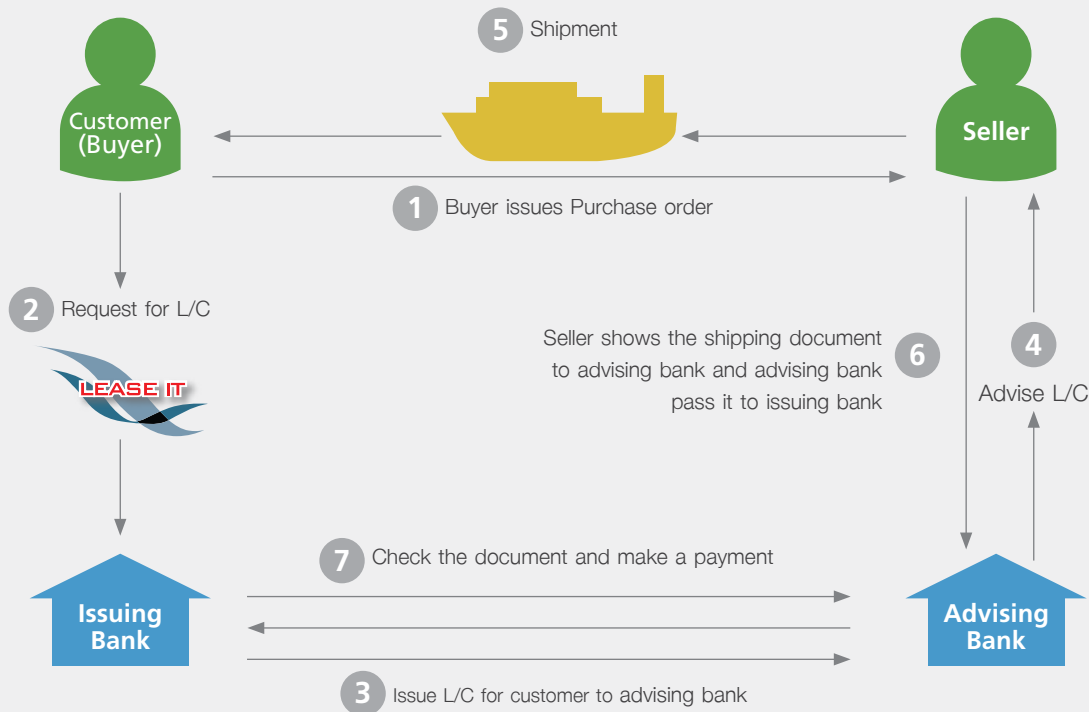 5 Shipment
Customer
(Buyer)
Seller
1 Buyer issues Purchase order
2 Request for L/C
LEASE IT
Seller shows the shipping document
to advising bank and advising bank
pass it to issuing bank
6
4
Advise L/C
7 Check the document and make a payment
Issuing
Bank
Advising
Bank
3 Issue L/C for customer to advising bank